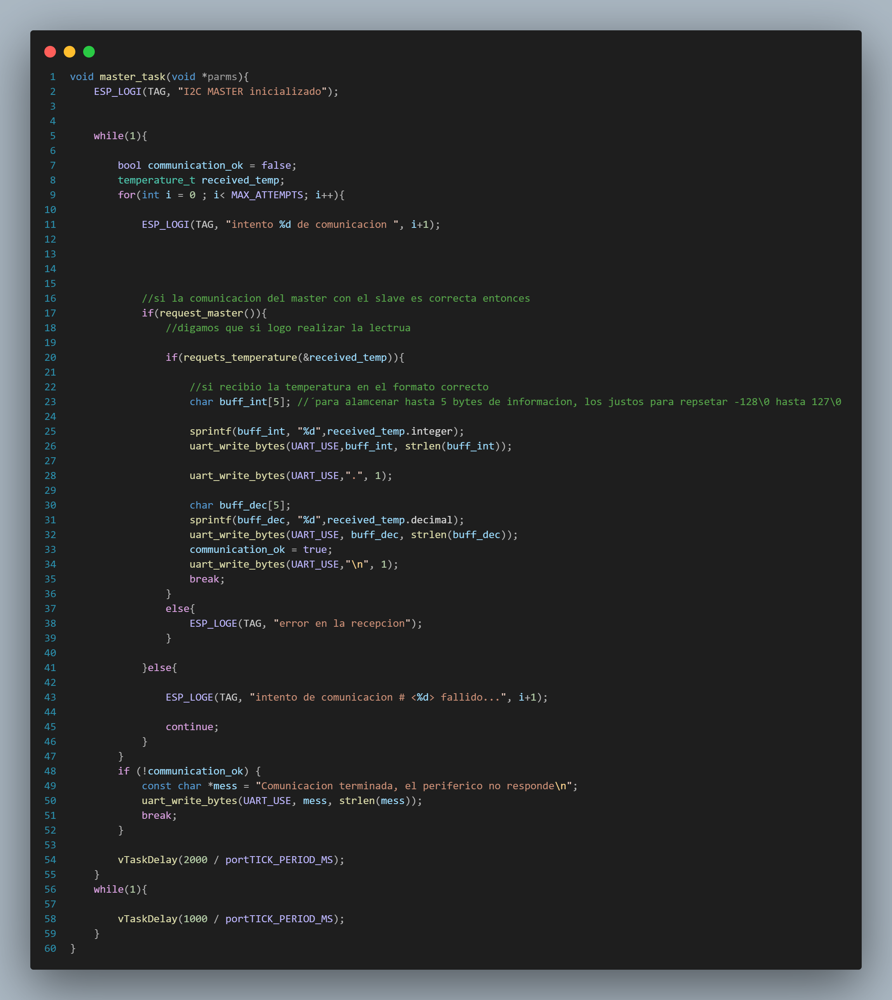 1 void master_task(void *parms){
2     ESP_LOGI(TAG, "I2C MASTER inicializado");
3
4
5     while(1){
6
7         bool communication_ok = false;
8         temperature_t received_temp;
9         for(int i = 0 ; i< MAX_ATTEMPTS; i++){
10
11             ESP_LOGI(TAG, "intento %d de comunicacion ", i+1);
12
13
14
15
16             //si la comunicacion del master con el slave es correcta entonces
17             if(request_master()){
18                 //digamos que si logo realizar la lectrua
19
20                 if(requets_temperature(&received_temp)){
21
22                     //si recibio la temperatura en el formato correcto
23                     char buff_int[5]; //´para alamcenar hasta 5 bytes de informacion, los justos para repsetar -128\0 hasta 127\0
24
25                     sprintf(buff_int, "%d",received_temp.integer);
26                     uart_write_bytes(UART_USE,buff_int, strlen(buff_int));
27
28                     uart_write_bytes(UART_USE,".", 1);
29
30                     char buff_dec[5];
31                     sprintf(buff_dec, "%d",received_temp.decimal);
32                     uart_write_bytes(UART_USE, buff_dec, strlen(buff_dec));
33                     communication_ok = true;
34                     uart_write_bytes(UART_USE,"\n", 1);
35                     break;
36                 }
37                 else{
38                     ESP_LOGE(TAG, "error en la recepcion");
39                 }
40
41             }else{
42
43                 ESP_LOGE(TAG, "intento de comunicacion # <%d> fallido...", i+1);
44
45                 continue;
46             }
47         }
48         if (!communication_ok) {
49             const char *mess = "Comunicacion terminada, el periferico no responde\n";
50             uart_write_bytes(UART_USE, mess, strlen(mess));
51             break;
52         }
53
54         vTaskDelay(2000 / portTICK_PERIOD_MS);
55     }
56     while(1){
57
58         vTaskDelay(1000 / portTICK_PERIOD_MS);
59     }
60 }